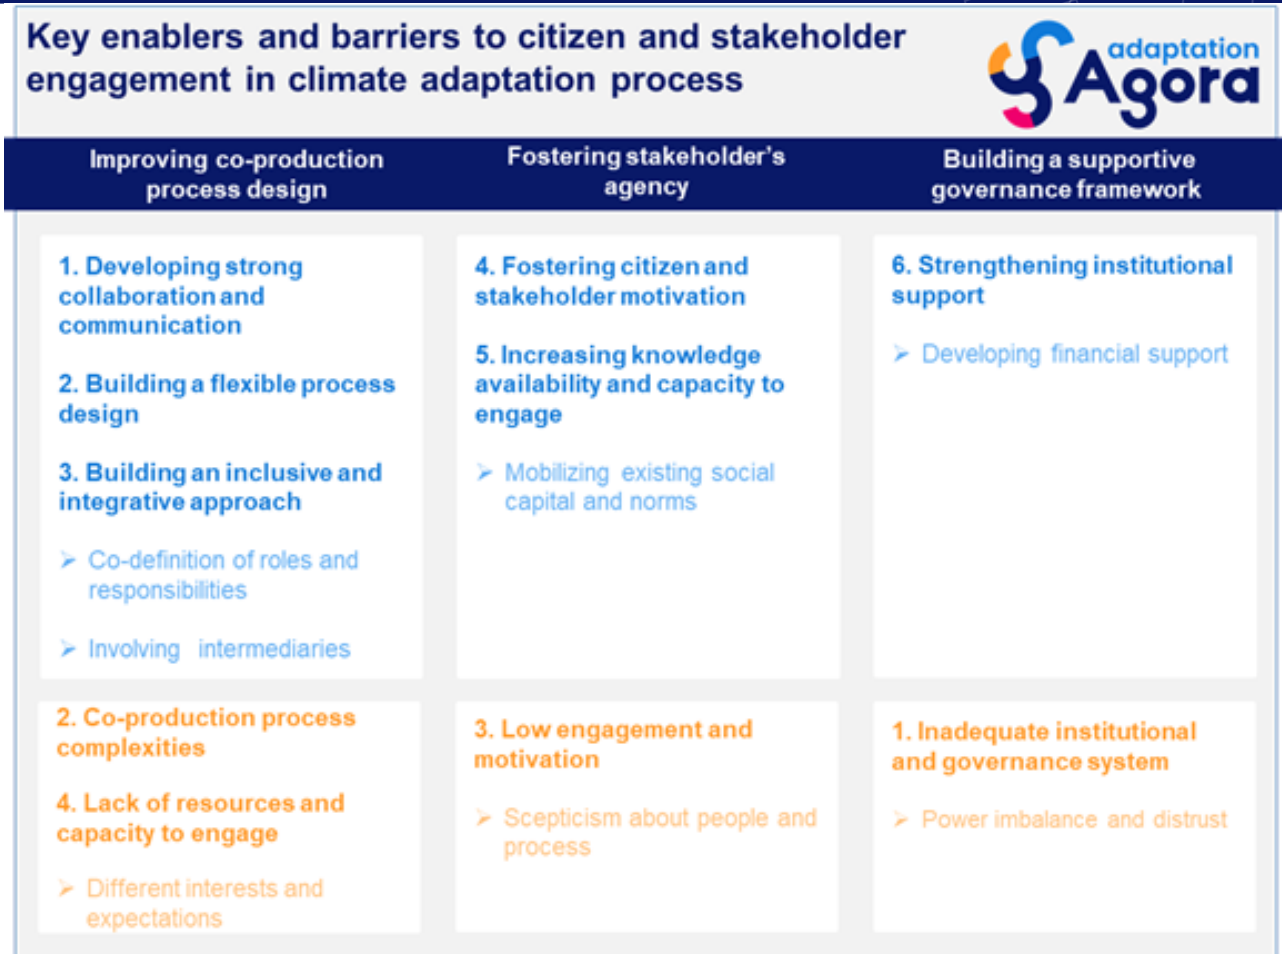 Key enablers and barriers to citizen and stakeholder
engagement in climate adaptation process
adaptation
Agora
Improving co-production
process design
Fostering stakeholder's
agency
Building a supportive
governance framework
1. Developing strong
collaboration and
communication
2. Building a flexible process
design
3. Building an inclusive and
integrative approach
➢ Co-definition of roles and
responsibilities
➢ Involving intermediaries
4. Fostering citizen and
stakeholder motivation
5. Increasing knowledge
availability and capacity to
engage
➢ Mobilizing existing social
capital and norms
6. Strengthening institutional
support
➢ Developing financial support
2. Co-production process
complexities
4. Lack of resources and
capacity to engage
➢ Different interests and
expectations
3. Low engagement and
motivation
➢ Scepticism about people and
process
1. Inadequate institutional
and governance system
➢ Power imbalance and distrust